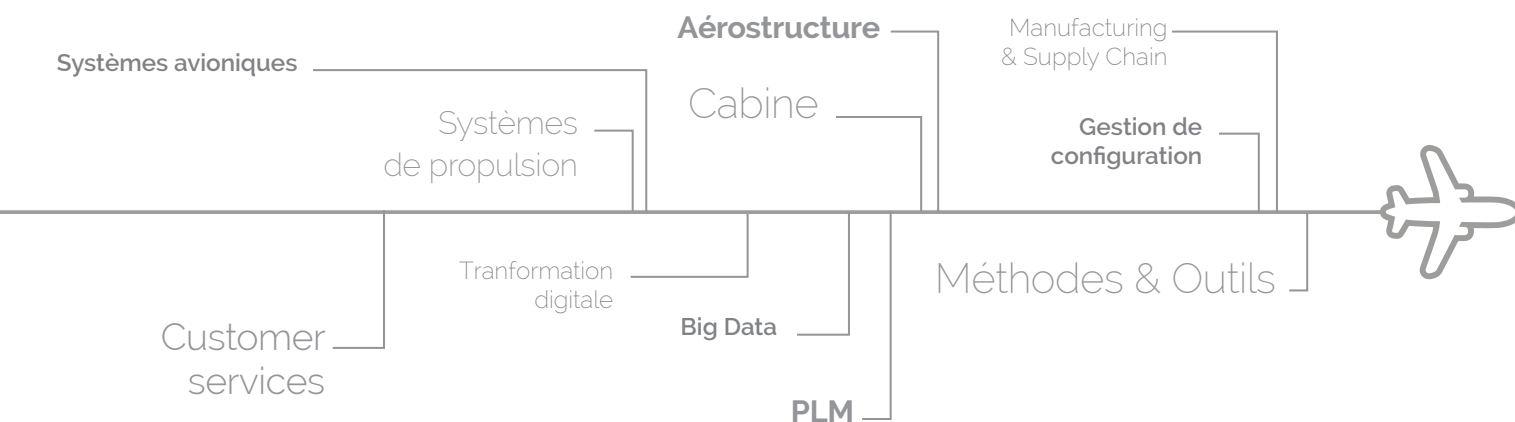 Aérostructure
Manufacturing
& Supply Chain
Systèmes avioniques
Cabine
Systèmes
de propulsion
Gestion de
configuration
Tranformation
digitale
Méthodes & Outils
Customer
services
Big Data
PLM